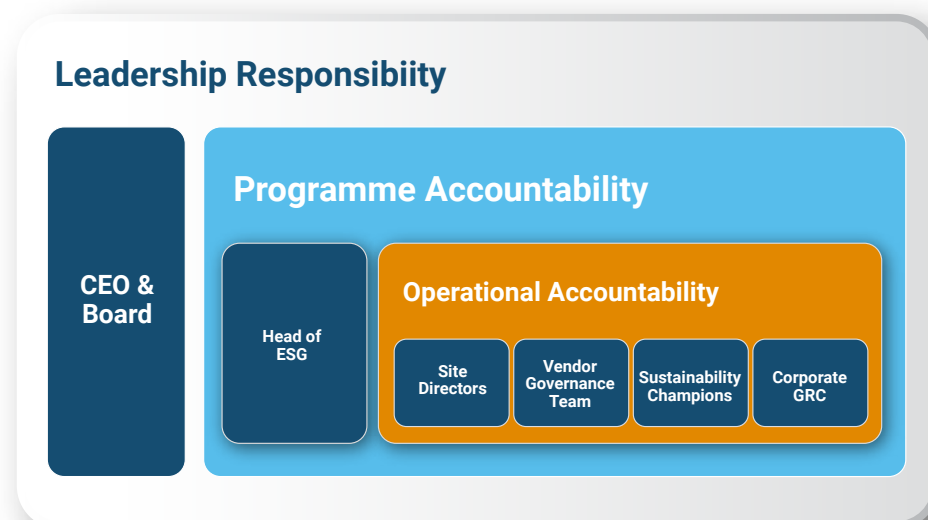 Leadership Responsibiity
CEO &
Board
Programme Accountability
Head of
ESG
Operational Accountability
Site
Directors
Vendor
Governance
Team
Sustainability
Champions
Corporate
GRC